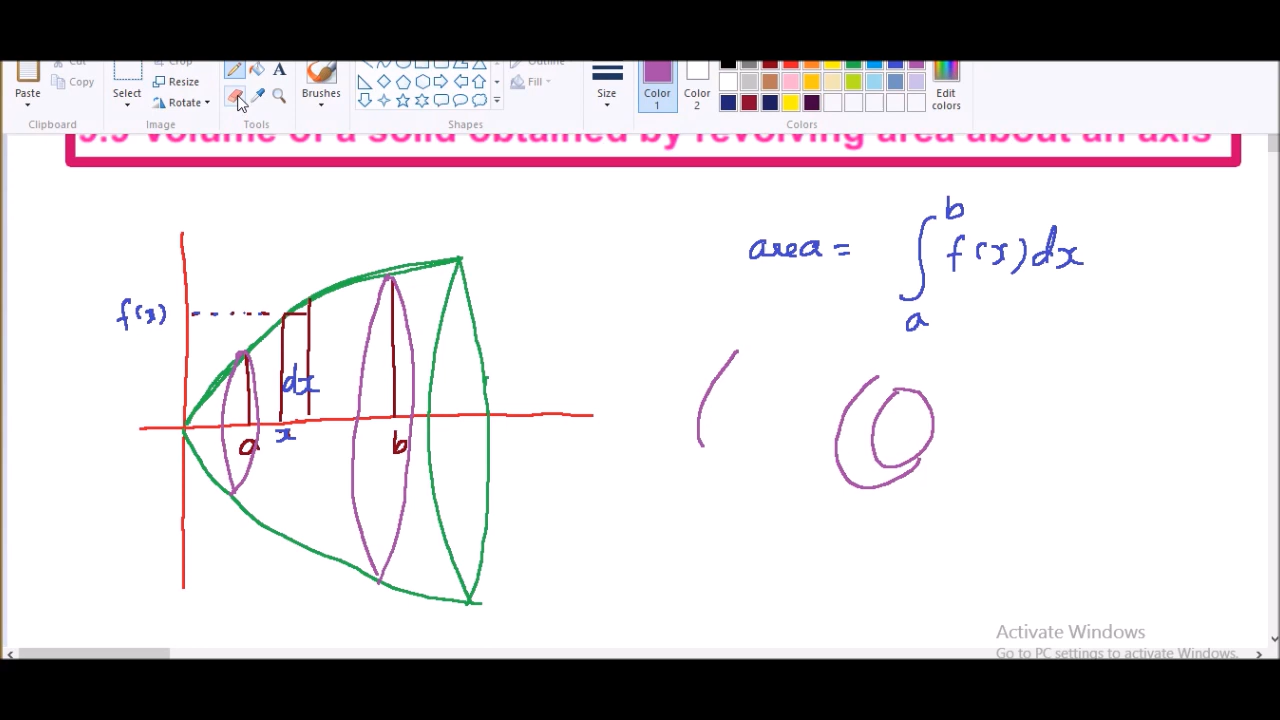 Cut
Crop
Outline
Copy
Resize
Fill
Paste
Select
Rotate
A
Brushes
Size
Color 1
Color 2
Edit colors
Clipboard
Image
Tools
Shapes
Colors
Volume of a solid obtained by revolving area about an axis
area = ∫ₐᵇ f(x) dx
f(x)
dx
a
x
b
Activate Windows
Go to PC settings to activate Windows.